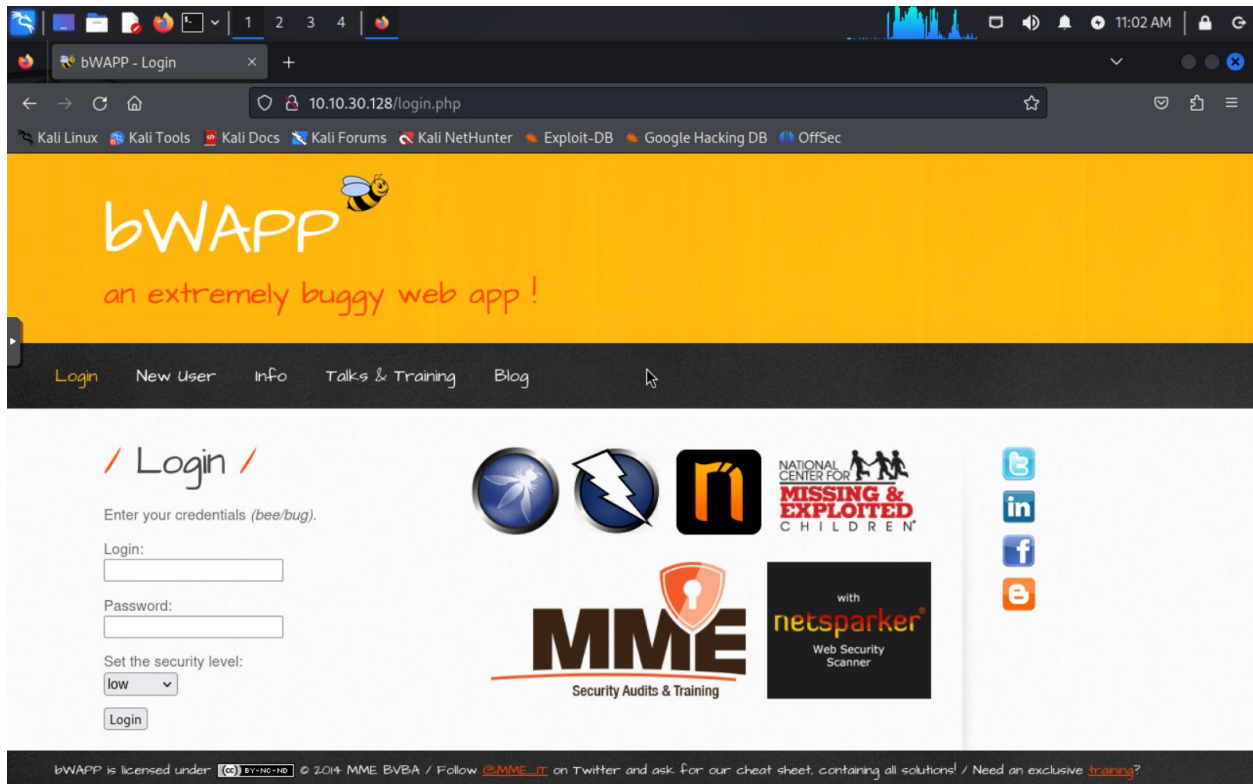 1 2 3 4
11:02 AM
bWAPP - Login
10.10.30.128/login.php
Kali Linux Kali Tools Kali Docs Kali Forums Kali NetHunter Exploit-DB Google Hacking DB OffSec
bWAPP
an extremely buggy web app !
Login New User Info Talks & Training Blog
/ Login /
Enter your credentials (bee/bug).
Login:
Password:
Set the security level:
low
Login
NATIONAL
CENTER FOR
MISSING &
EXPLOITED
CHILDREN
MME
Security Audits & Training
with
netsparker
Web Security
Scanner
bWAPP is licensed under (cc) BY-NC-ND © 2014 MME BVBA / Follow @MME_IT on Twitter and ask for our cheat sheet, containing all solutions! / Need an exclusive training?